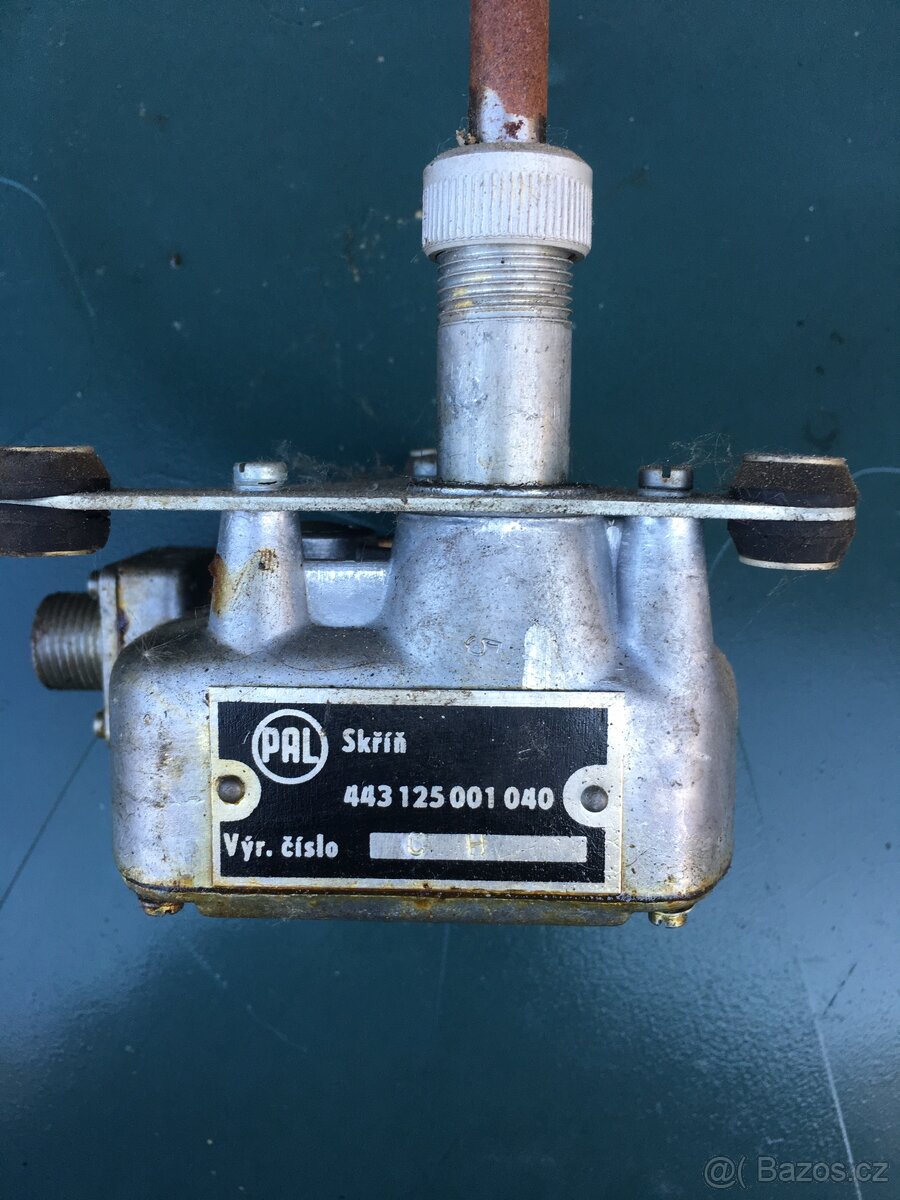 PAL Skříň
443 125 001 040
Výr. číslo C H
@( Bazos.cz